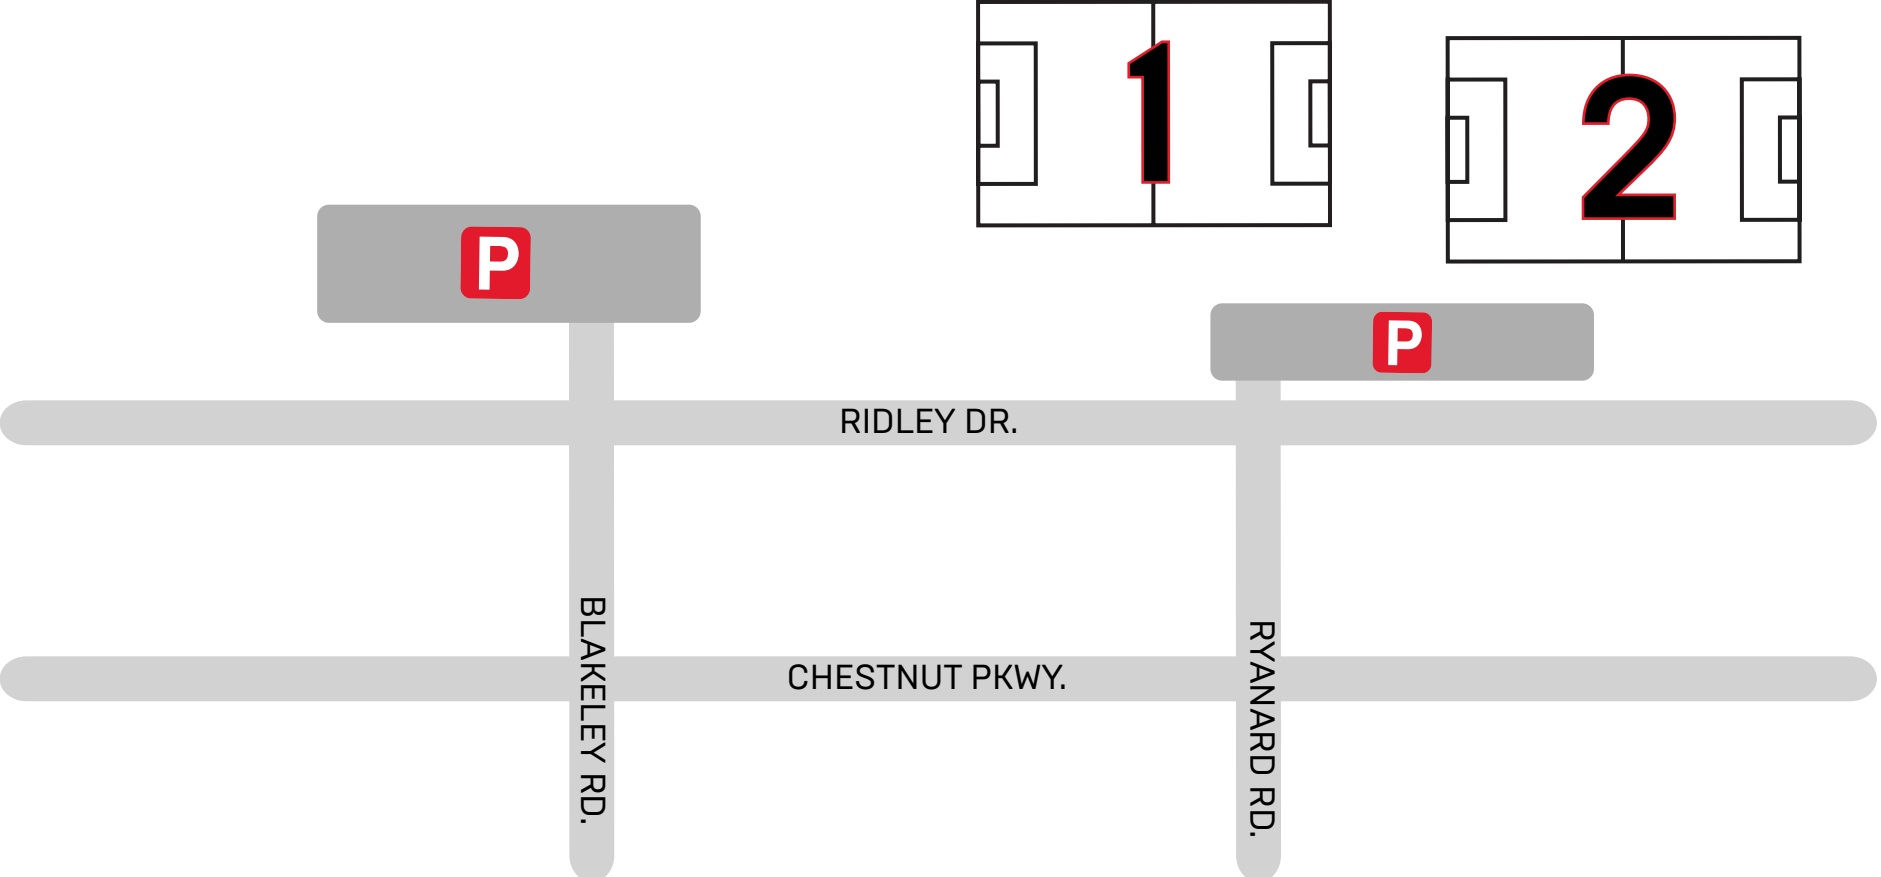 1
2
P
P
RIDLEY DR.
BLAKELEY RD.
RYANARD RD.
CHESTNUT PKWY.